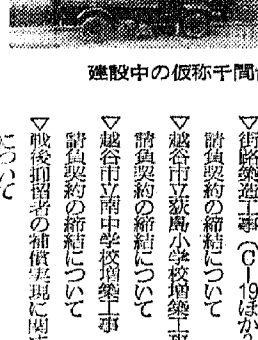 建設中の仮称千間
▽街路築造工事（C－19ほか
請負契約の締結について
▽越谷市立荻島小学校増築工事
請負契約の締結について
▽越谷市立南中学校増築工事
請負契約の締結について
▽戦後抑留者の補償実現に関
について